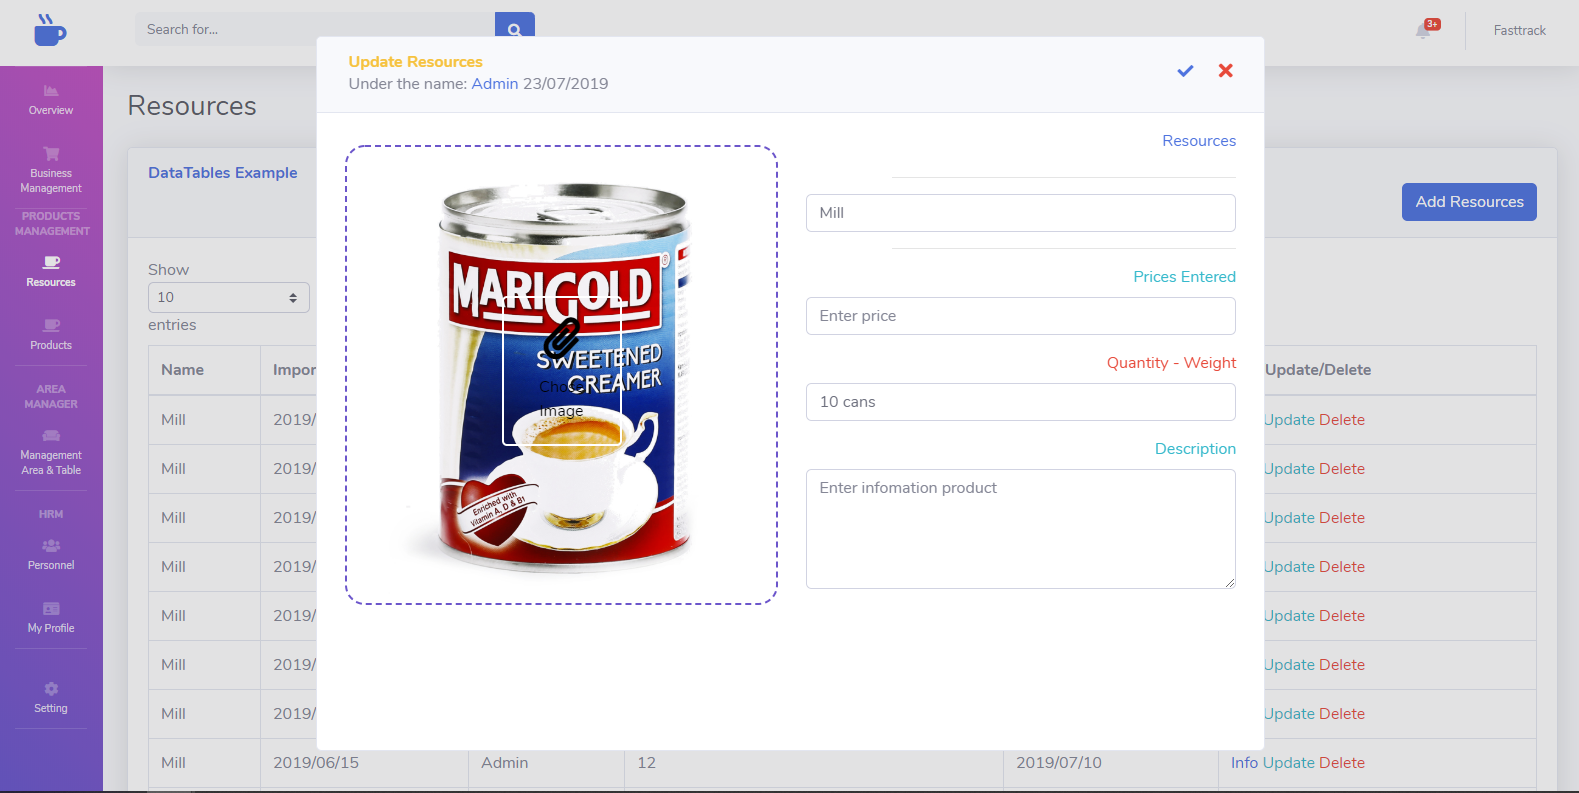 Search for...
3+
Fasttrack
Overview
Business
Management
PRODUCTS
MANAGEMENT
Resources
Products
AREA
MANAGER
Management
Area & Table
HRM
Personnel
My Profile
Setting
Resources
DataTables Example
Add Resources
Show
10
entries
Name
Impor
Update/Delete
Mill
2019/
Update Delete
Mill
2019/
Update Delete
Mill
2019/
Update Delete
Mill
2019/
Update Delete
Mill
2019/
Update Delete
Mill
2019/
Update Delete
Mill
2019/
Update Delete
Mill
2019/06/15
Admin
12
2019/07/10
Info Update Delete
Update Resources
Under the name: Admin 23/07/2019
MARIGOLD
®
SWEETENED
CREAMER
Chose
Image
Enriched with
Vitamin A, D & B1
Resources
Mill
Prices Entered
Enter price
Quantity - Weight
10 cans
Description
Enter infomation product